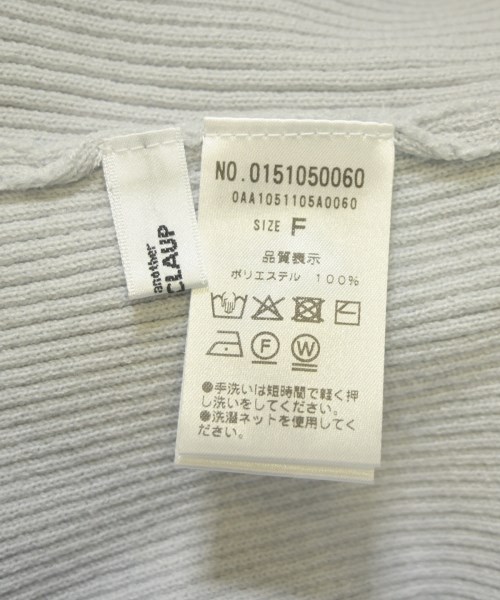 another
CLAUP
NO.0151050060
0AA1051105A0060
SIZE F
品質表示
ポリエステル 100%
F W
●手洗いは短時間で軽く押
し洗いをしてください。
●洗濯ネットを使用してくだ
ださい。